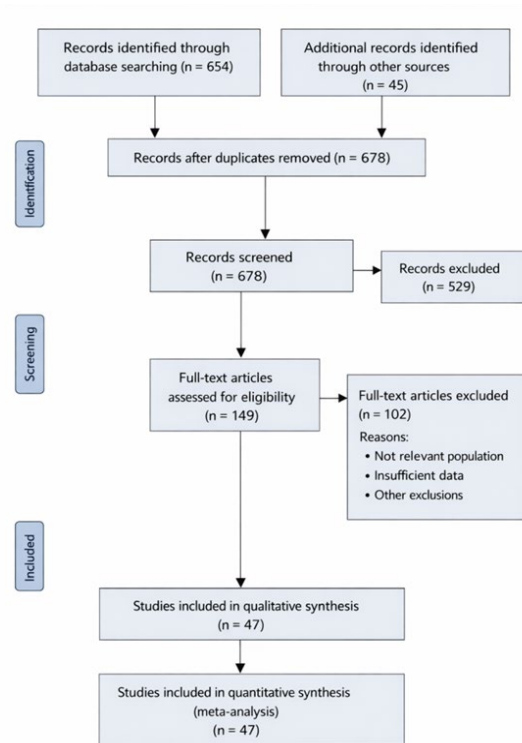 Records identified through
database searching (n = 654)
Additional records identified
through other sources
(n = 45)
Identification
Records after duplicates removed (n = 678)
Records screened
(n = 678)
Records excluded
(n = 529)
Screening
Full-text articles
assessed for eligibility
(n = 149)
Full-text articles excluded
(n = 102)
Reasons:
• Not relevant population
• Insufficient data
• Other exclusions
Included
Studies included in qualitative synthesis
(n = 47)
Studies included in quantitative synthesis
(meta-analysis)
(n = 47)